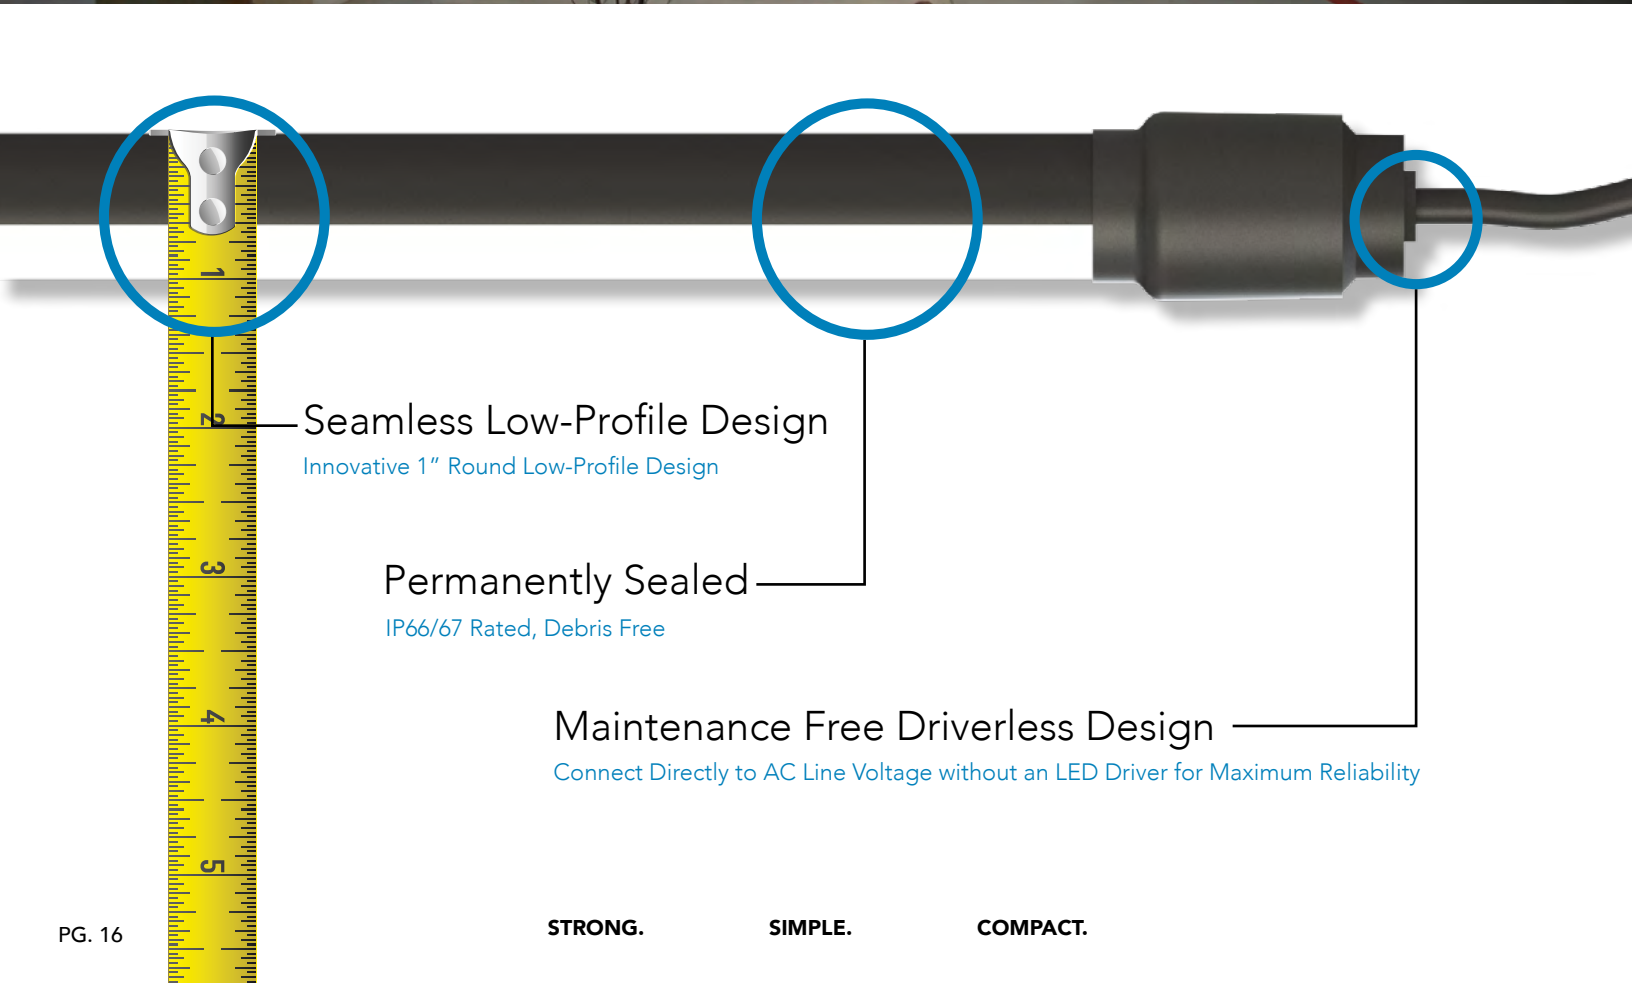 1
2
Seamless Low-Profile Design
Innovative 1” Round Low-Profile Design
3
Permanently Sealed
IP66/67 Rated, Debris Free
4
Maintenance Free Driverless Design
Connect Directly to AC Line Voltage without an LED Driver for Maximum Reliability
5
PG. 16
STRONG. SIMPLE. COMPACT.